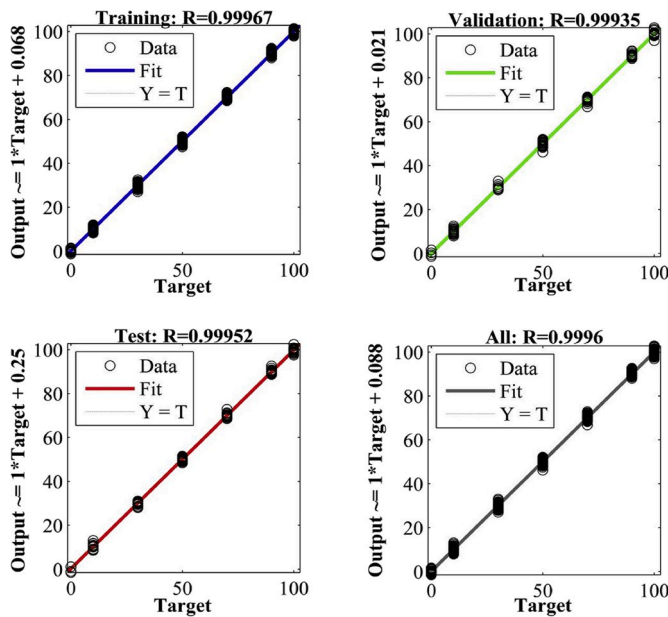 Training: R=0.99967
Output ~= 1*Target + 0.068
100
80
60
40
20
0
Data
Fit
Y = T
0 50 100
Target
Validation: R=0.99935
Output ~= 1*Target + 0.021
100
80
60
40
20
0
Data
Fit
Y = T
0 50 100
Target
Test: R=0.99952
Output ~= 1*Target + 0.25
100
80
60
40
20
0
Data
Fit
Y = T
0 50 100
Target
All: R=0.9996
Output ~= 1*Target + 0.088
100
80
60
40
20
0
Data
Fit
Y = T
0 50 100
Target